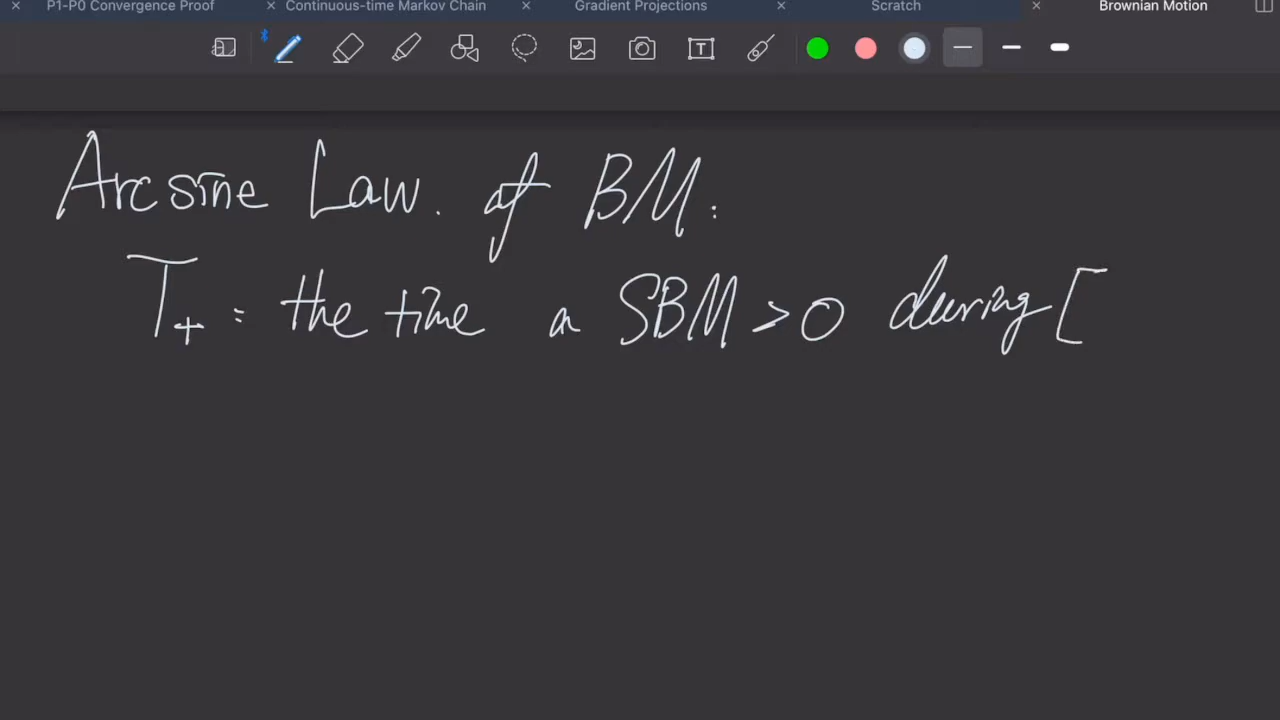 P1-P0 Convergence Proof Continuous-time Markov Chain Gradient Projections Scratch Brownian Motion
Arcsine Law. of BM:
T+ : the time a SBM > 0 during [